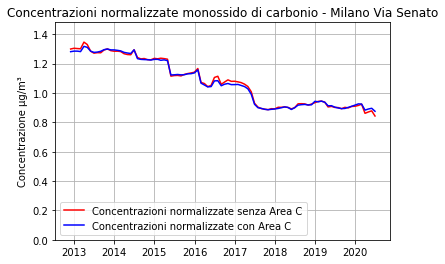 Concentrazioni normalizzate monossido di carbonio - Milano Via Senato
Concentrazione µg/m³
1.4
1.2
1.0
0.8
0.6
0.4
0.2
0.0
Concentrazioni normalizzate senza Area C
Concentrazioni normalizzate con Area C
2013 2014 2015 2016 2017 2018 2019 2020